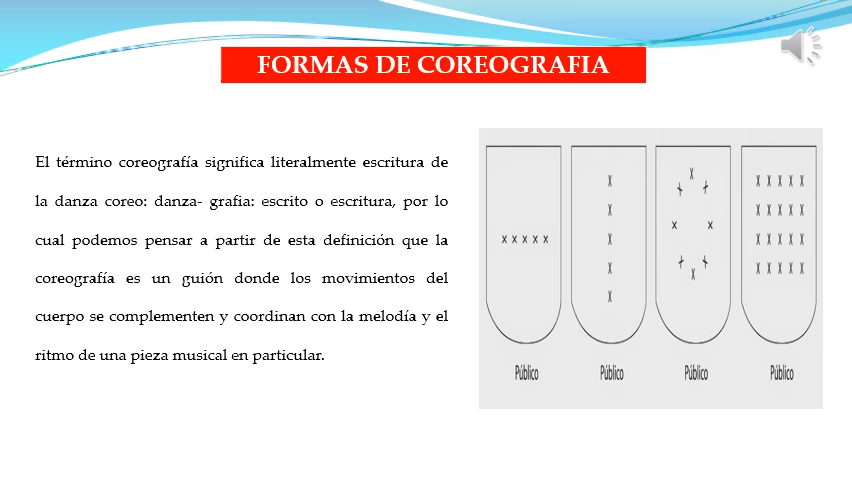 FORMAS DE COREOGRAFIA
El término coreografía significa literalmente escritura de
la danza coreo: danza- grafia: escrito o escritura, por lo
cual podemos pensar a partir de esta definición que la
coreografía es un guión donde los movimientos del
cuerpo se complementen y coordinan con la melodía y el
ritmo de una pieza musical en particular.
Público
Público
Público
Público